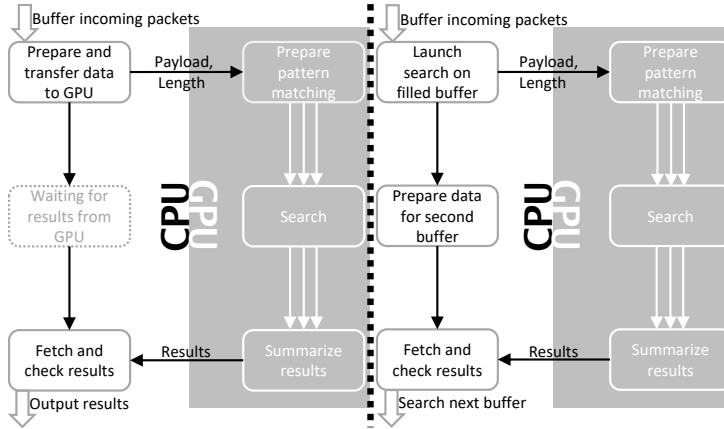 Buffer incoming packets
Prepare and
transfer data
to GPU
Payload,
Length
Prepare
pattern
matching
Waiting for
results from
GPU
CPU
GPU
Search
Fetch and
check results
Results
Summarize
results
Output results
Buffer incoming packets
Launch
search on
filled buffer
Payload,
Length
Prepare
pattern
matching
Prepare data
for second
buffer
CPU
GPU
Search
Fetch and
check results
Results
Summarize
results
Search next buffer